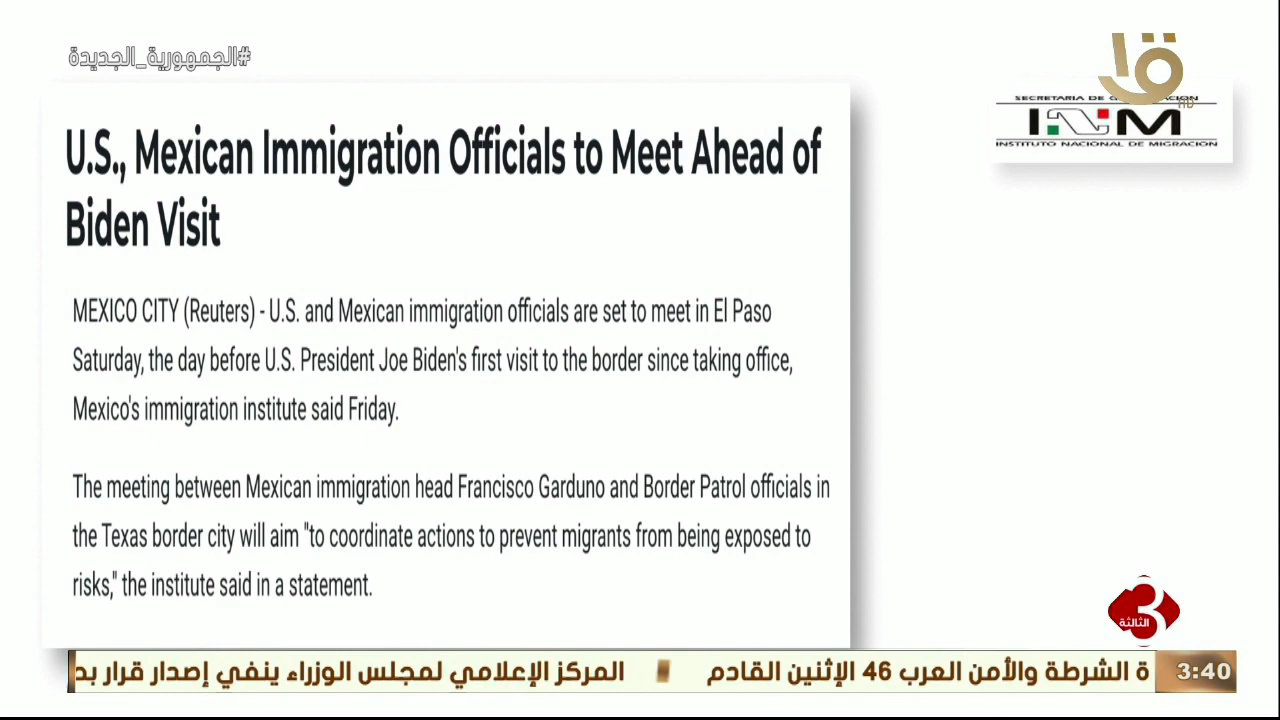 #الجمهورية_الجديدة
U.S., Mexican Immigration Officials to Meet Ahead of
Biden Visit
MEXICO CITY (Reuters) - U.S. and Mexican immigration officials are set to meet in El Paso
Saturday, the day before U.S. President Joe Biden's first visit to the border since taking office,
Mexico's immigration institute said Friday.
The meeting between Mexican immigration head Francisco Garduno and Border Patrol officials in
the Texas border city will aim "to coordinate actions to prevent migrants from being exposed to
risks," the institute said in a statement.
HD
SECRETARIA DE
INM
INSTITUTO NACIONAL DE MIGRACION
3
الثالثة
ة الشرطة والأمن العرب 46 الإثنين القادم
المركز الإعلامي لمجلس الوزراء ينفي إصدار قرار بد
3:40